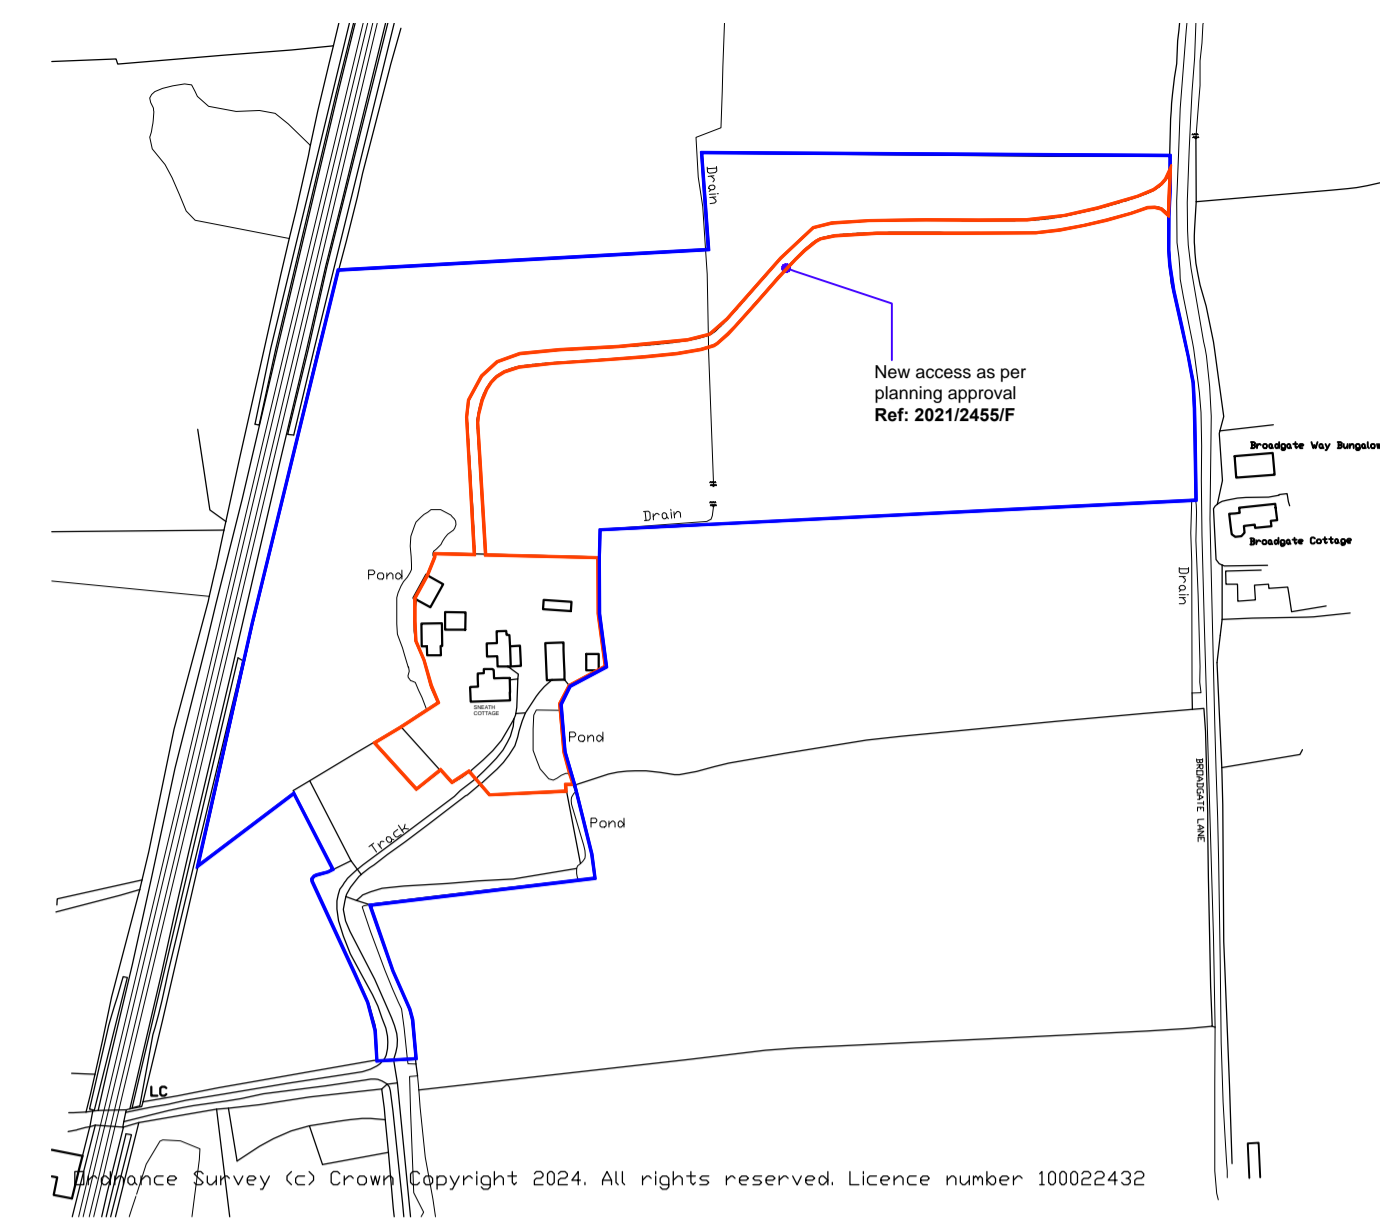 Drain
New access as per
planning approval
Ref: 2021/2455/F
Broadgate Way Bungalow
Drain
Broadgate Cottage
Pond
Drain
SNEATH
COTTAGE
Pond
BROADGATE LANE
Pond
Track
LC
Ordnance Survey (c) Crown Copyright 2024. All rights reserved. Licence number 100022432